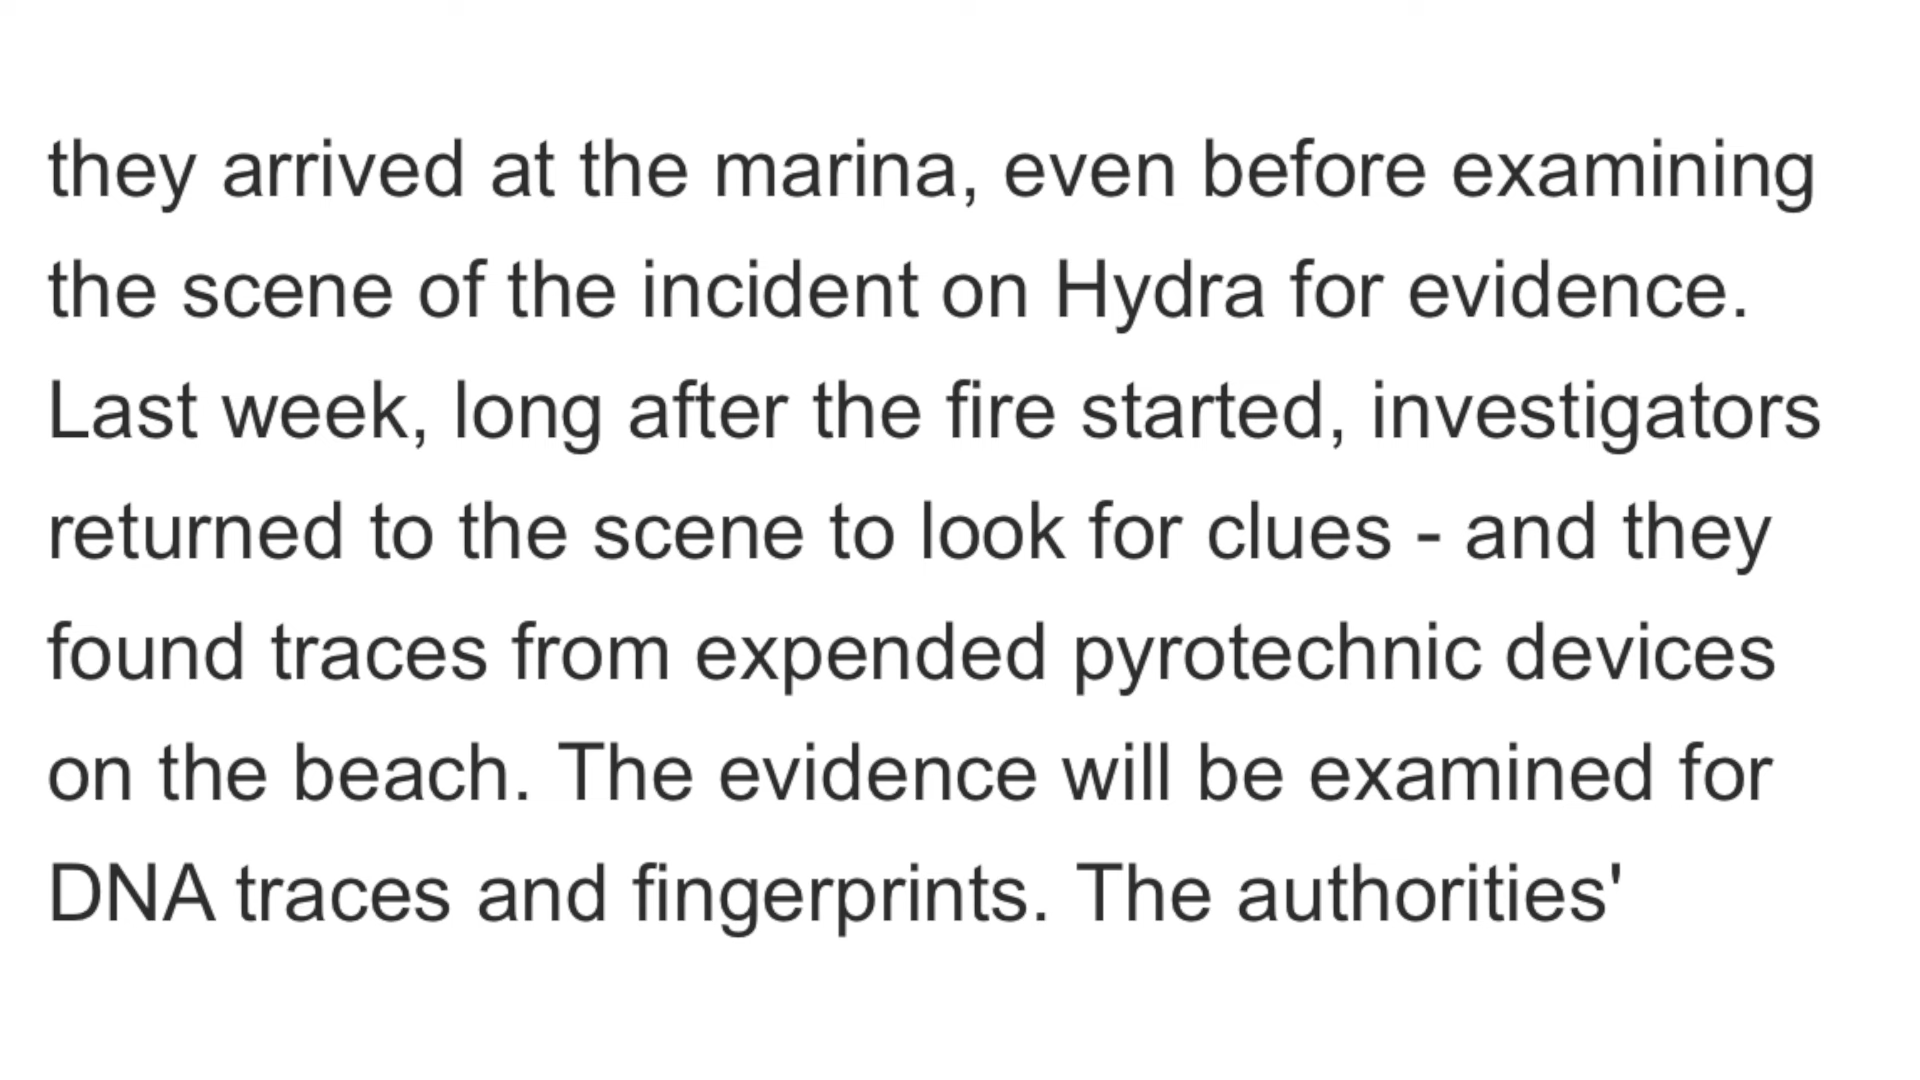 they arrived at the marina, even before examining
the scene of the incident on Hydra for evidence.
Last week, long after the fire started, investigators
returned to the scene to look for clues - and they
found traces from expended pyrotechnic devices
on the beach. The evidence will be examined for
DNA traces and fingerprints. The authorities'